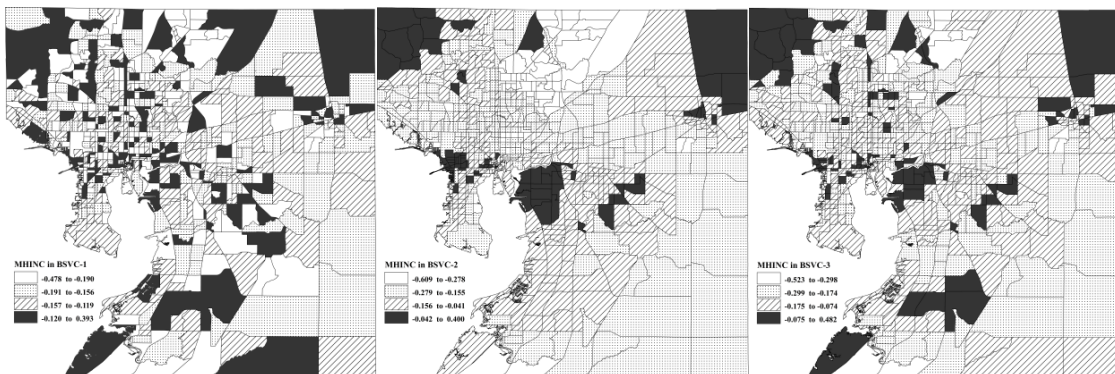 MHINC in BSVC-1
-0.478 to -0.190
-0.191 to -0.156
-0.157 to -0.119
-0.120 to 0.393
MHINC in BSVC-2
-0.609 to -0.278
-0.279 to -0.155
-0.156 to -0.041
-0.042 to 0.400
MHINC in BSVC-3
-0.523 to -0.298
-0.299 to -0.174
-0.175 to -0.074
-0.075 to 0.482